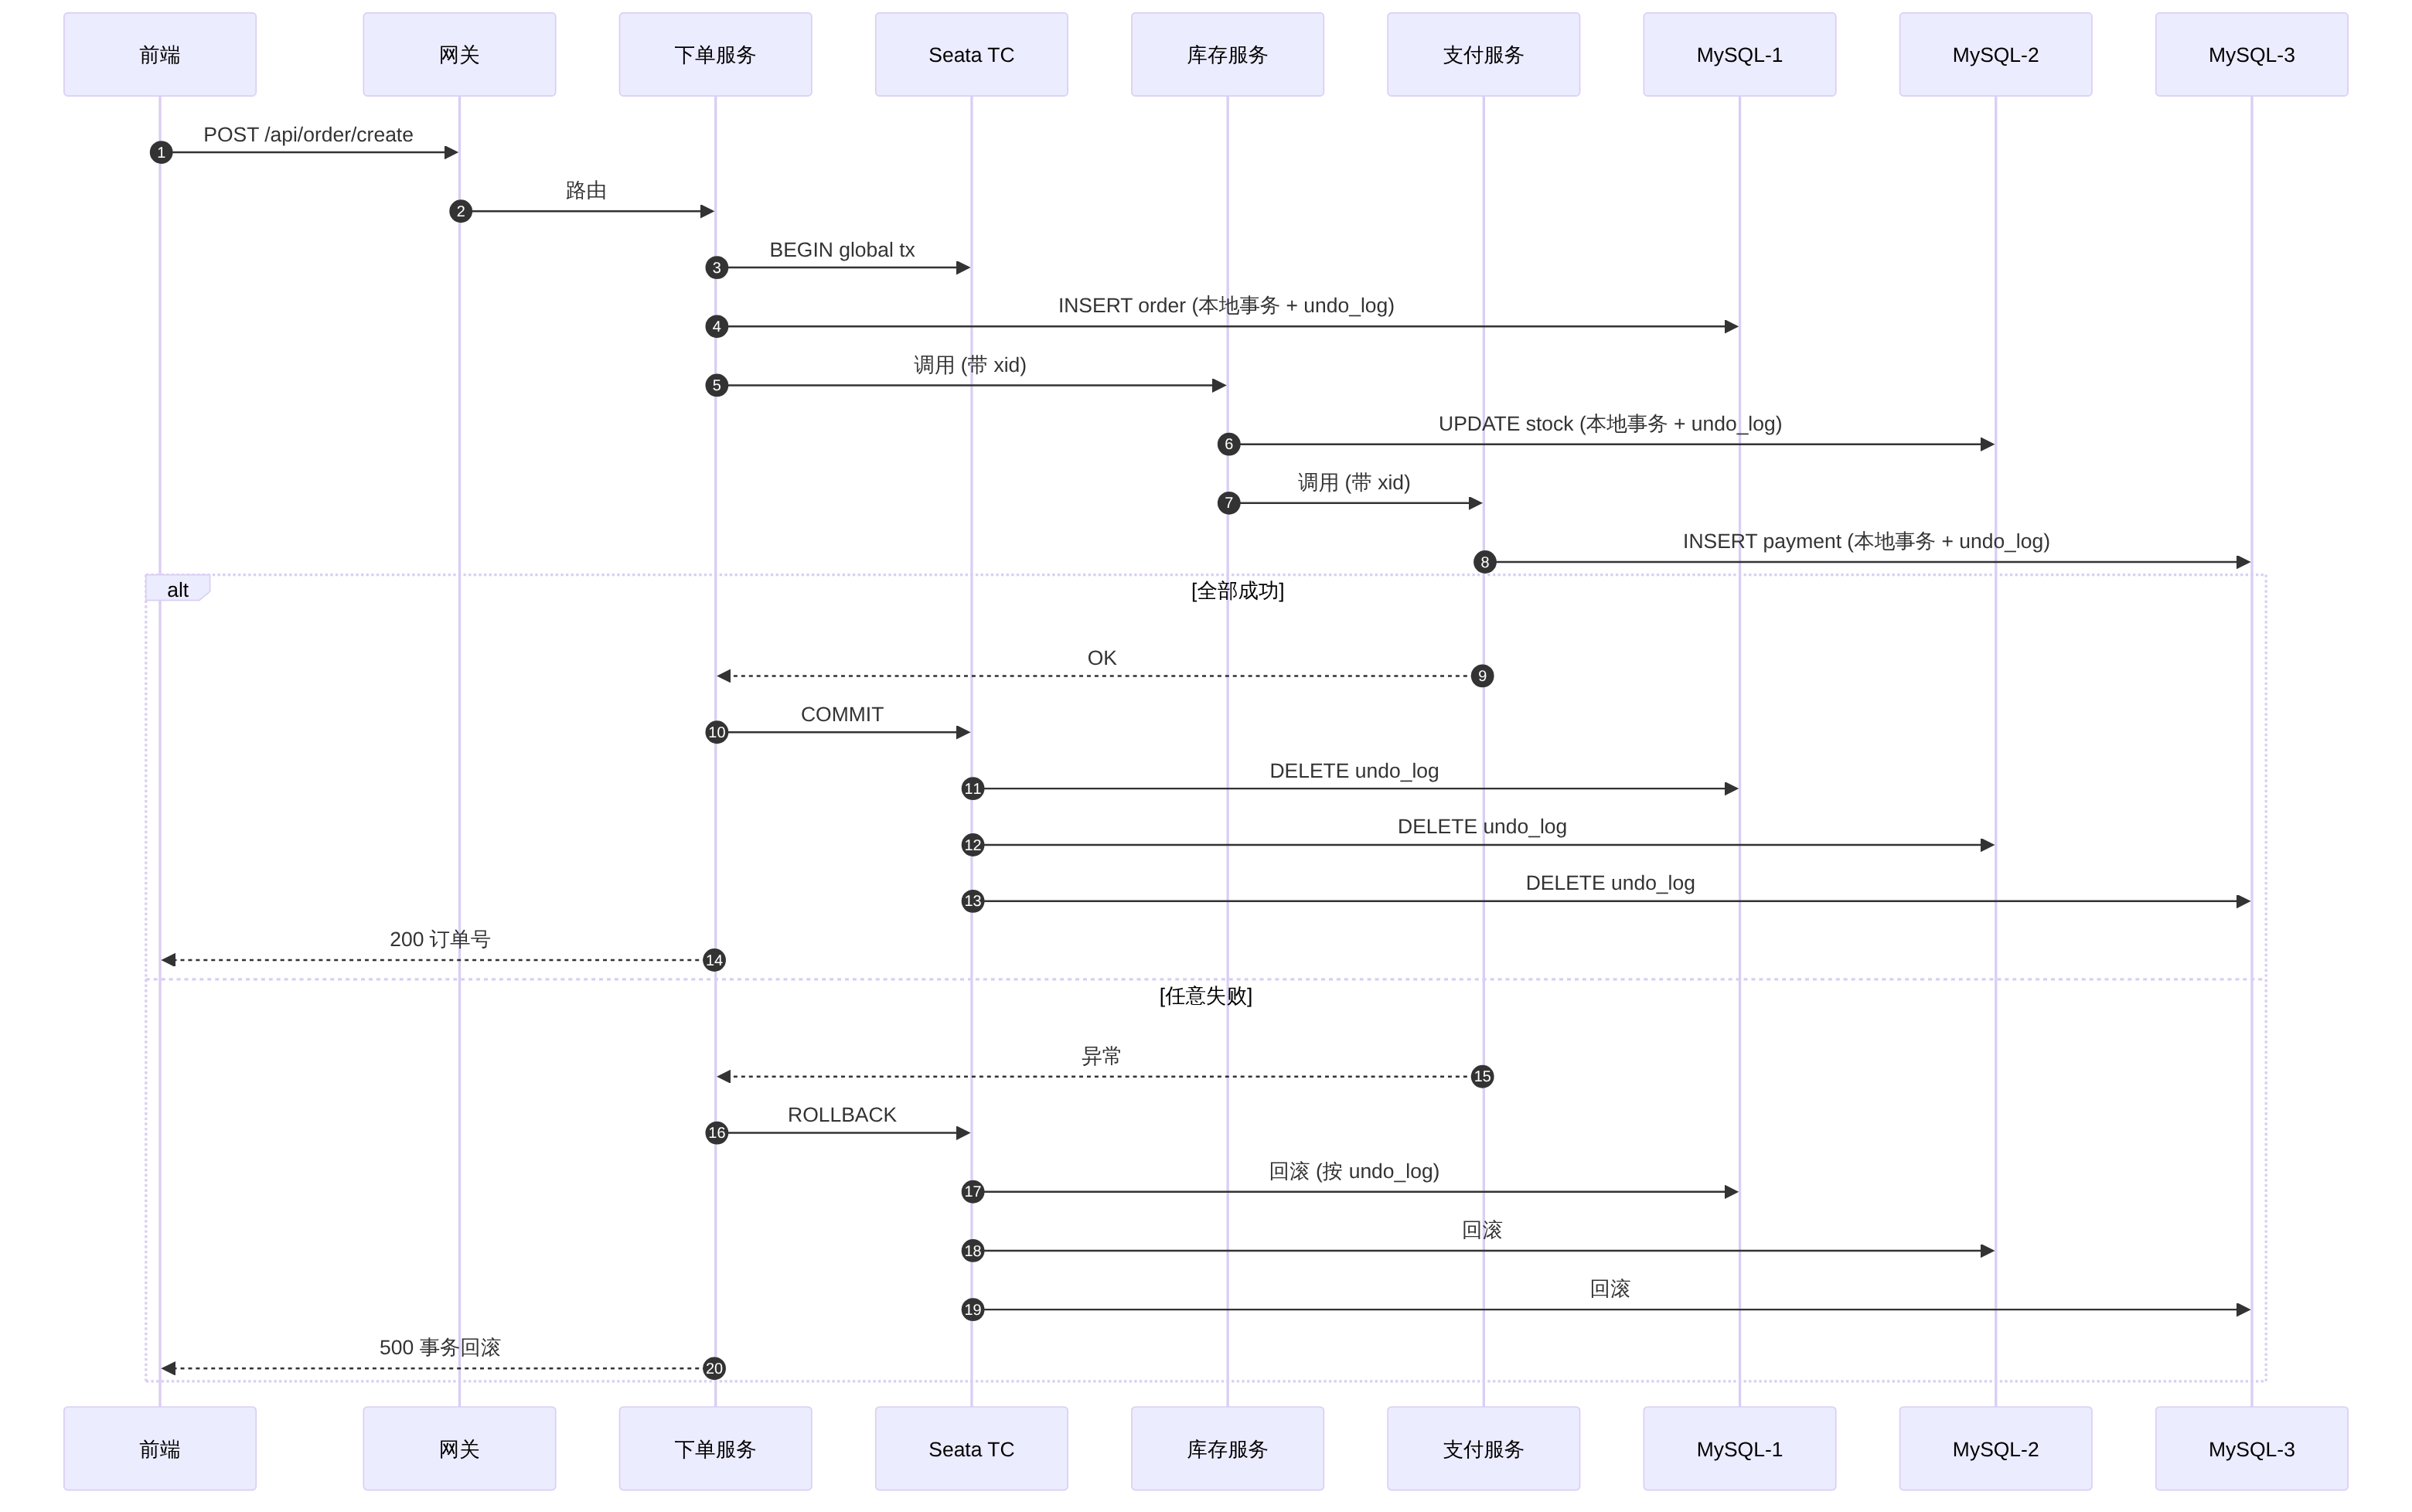 前端
网关
下单服务
Seata TC
库存服务
支付服务
MySQL-1
MySQL-2
MySQL-3
POST /api/order/create
1
路由
2
BEGIN global tx
3
INSERT order (本地事务 + undo_log)
4
调用 (带 xid)
5
UPDATE stock (本地事务 + undo_log)
6
调用 (带 xid)
7
INSERT payment (本地事务 + undo_log)
8
alt
[全部成功]
OK
9
COMMIT
10
DELETE undo_log
11
DELETE undo_log
12
DELETE undo_log
13
200 订单号
14
[任意失败]
异常
15
ROLLBACK
16
回滚 (按 undo_log)
17
回滚
18
回滚
19
500 事务回滚
20
前端
网关
下单服务
Seata TC
库存服务
支付服务
MySQL-1
MySQL-2
MySQL-3